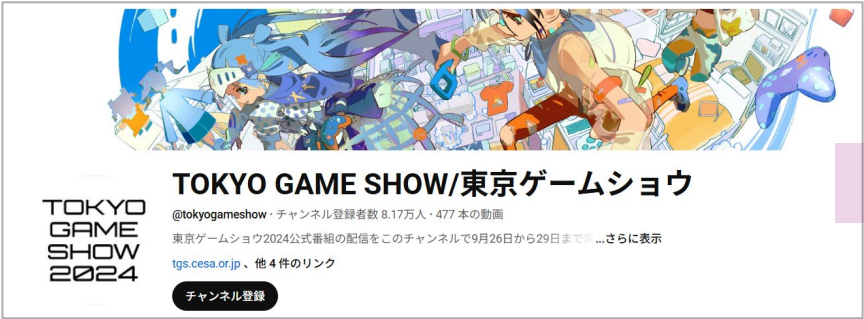 TOKYO GAME SHOW/東京ゲームショウ
TOKYO
GAME
SHOW
2024
@tokyogameshow · チャンネル登録者数 8.17万人 · 477 本の動画
東京ゲームショウ2024公式番組の配信をこのチャンネルで9月26日から29日まで ...さらに表示
tgs.cesa.or.jp 、他 4 件のリンク
チャンネル登録